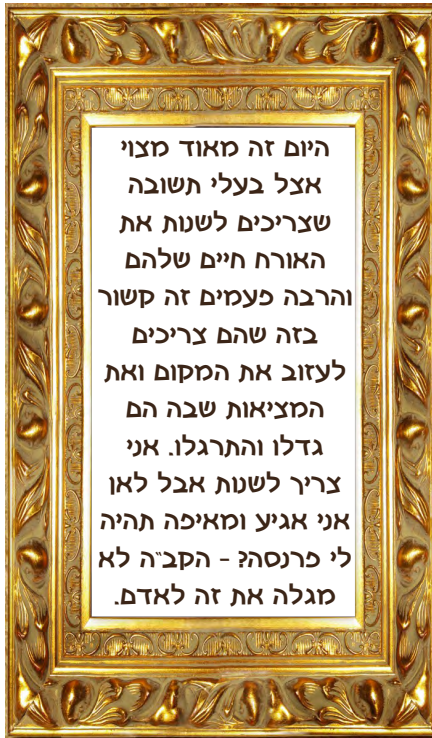 היום זה מאוד מצוי
אצל בעלי תשובה
שצריכים לשנות את
האורח חיים שלהם
והרבה פעמים זה קשור
בזה שהם צריכים
לעזוב את המקום ואת
המציאות שבה הם
גדלו והתרגלו. אני
צריך לשנות אבל לאן
אני אגיע ומאיפה תהיה
לי פרנסה? - הקב״ה לא
מגלה את זה לאדם.